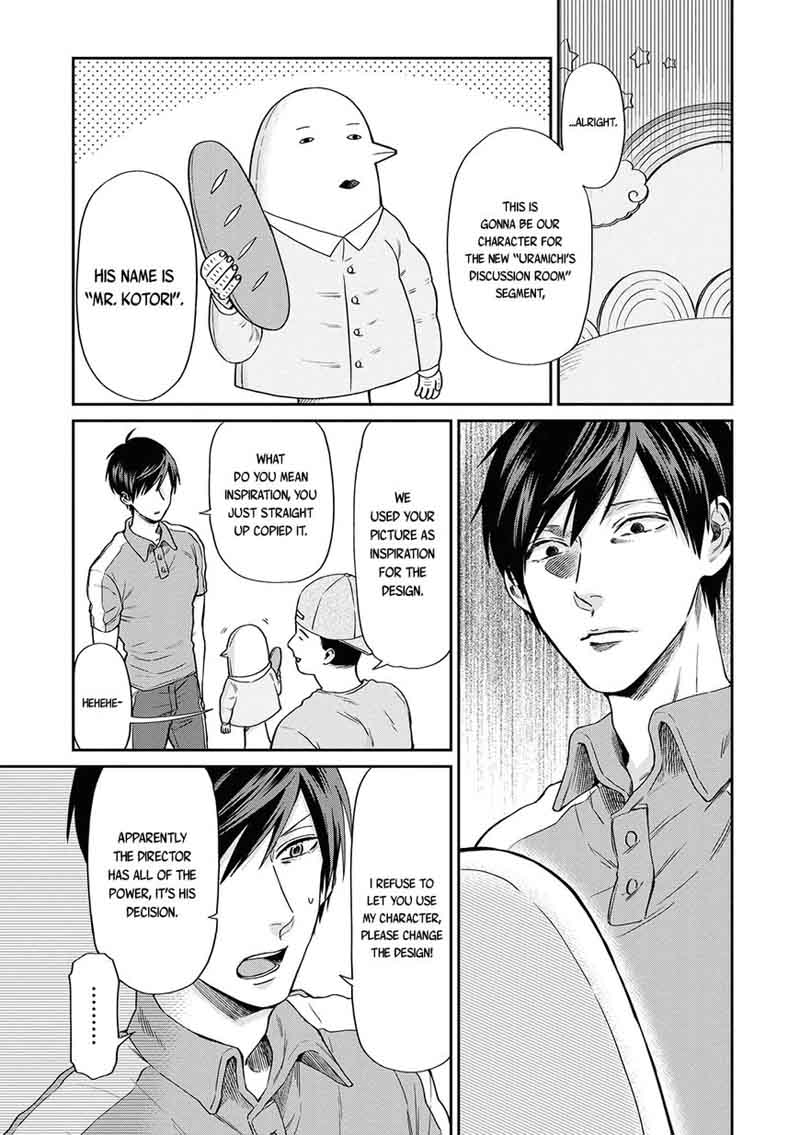 ...ALRIGHT.
THIS IS
GONNA BE OUR
CHARACTER FOR
THE NEW "URAMICHI'S
DISCUSSION ROOM"
SEGMENT,
HIS NAME IS
"MR. KOTORI".
WE
USED YOUR
PICTURE AS
INSPIRATION
FOR THE
DESIGN.
WHAT
DO YOU MEAN
INSPIRATION, YOU
JUST STRAIGHT
UP COPIED IT.
HEHEHE-
I REFUSE TO
LET YOU USE
MY CHARACTER,
PLEASE CHANGE
THE DESIGN!
APPARENTLY
THE DIRECTOR
HAS ALL OF THE
POWER, IT'S HIS
DECISION.
........